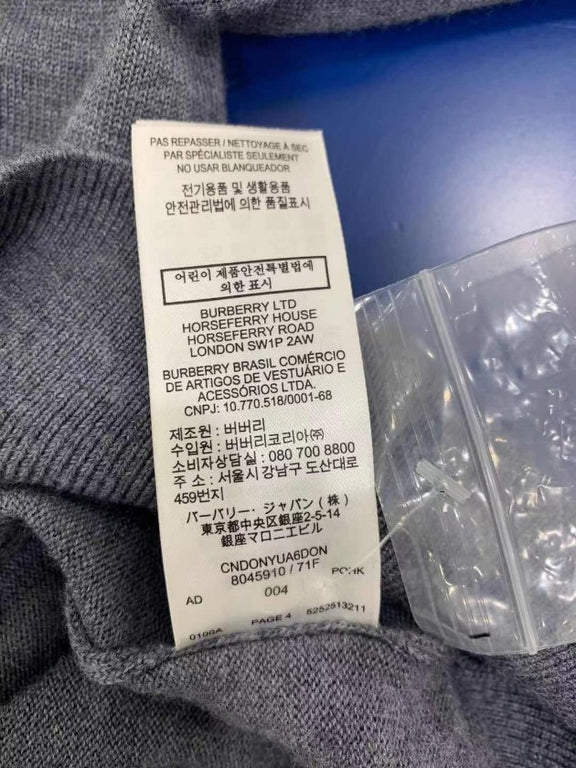 PAS REPASSER / NETTOYAGE À SEC
PAR SPÉCIALISTE SEULEMENT
NO USAR BLANQUEADOR
전기용품 및 생활용품
안전관리법에 의한 품질표시
어린이 제품안전특별법에
의한 표시
BURBERRY LTD
HORSEFERRY HOUSE
HORSEFERRY ROAD
LONDON SW1P 2AW
BURBERRY BRASIL COMÉRCIO
DE ARTIGOS DE VESTUÁRIO E
ACESSÓRIOS LTDA.
CNPJ: 10.770.518/0001-68
제조원 : 버버리
수입원 : 버버리코리아㈜
소비자상담실 : 080 700 8800
주 소 : 서울시 강남구 도산대로
459번지
バーバリー・ジャパン (株)
東京都中央区銀座2-5-14
銀座マロニエビル
CNDONYUA6DON
8045910 / 71F
AD 004
PAGE 4 5252513211